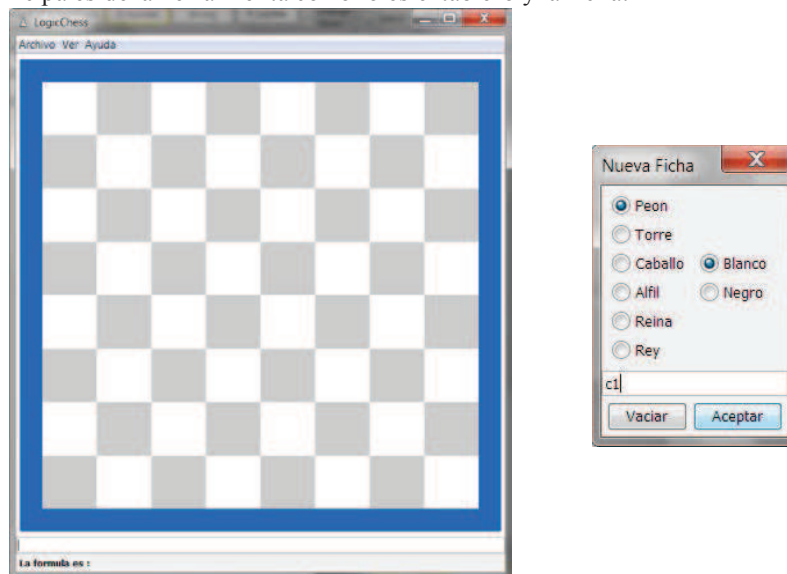 LogicChess
Archivo Ver Ayuda
La formula es :
Nueva Ficha
Peon
Torre
Caballo
Blanco
Alfil
Negro
Reina
Rey
c1
Vaciar
Aceptar